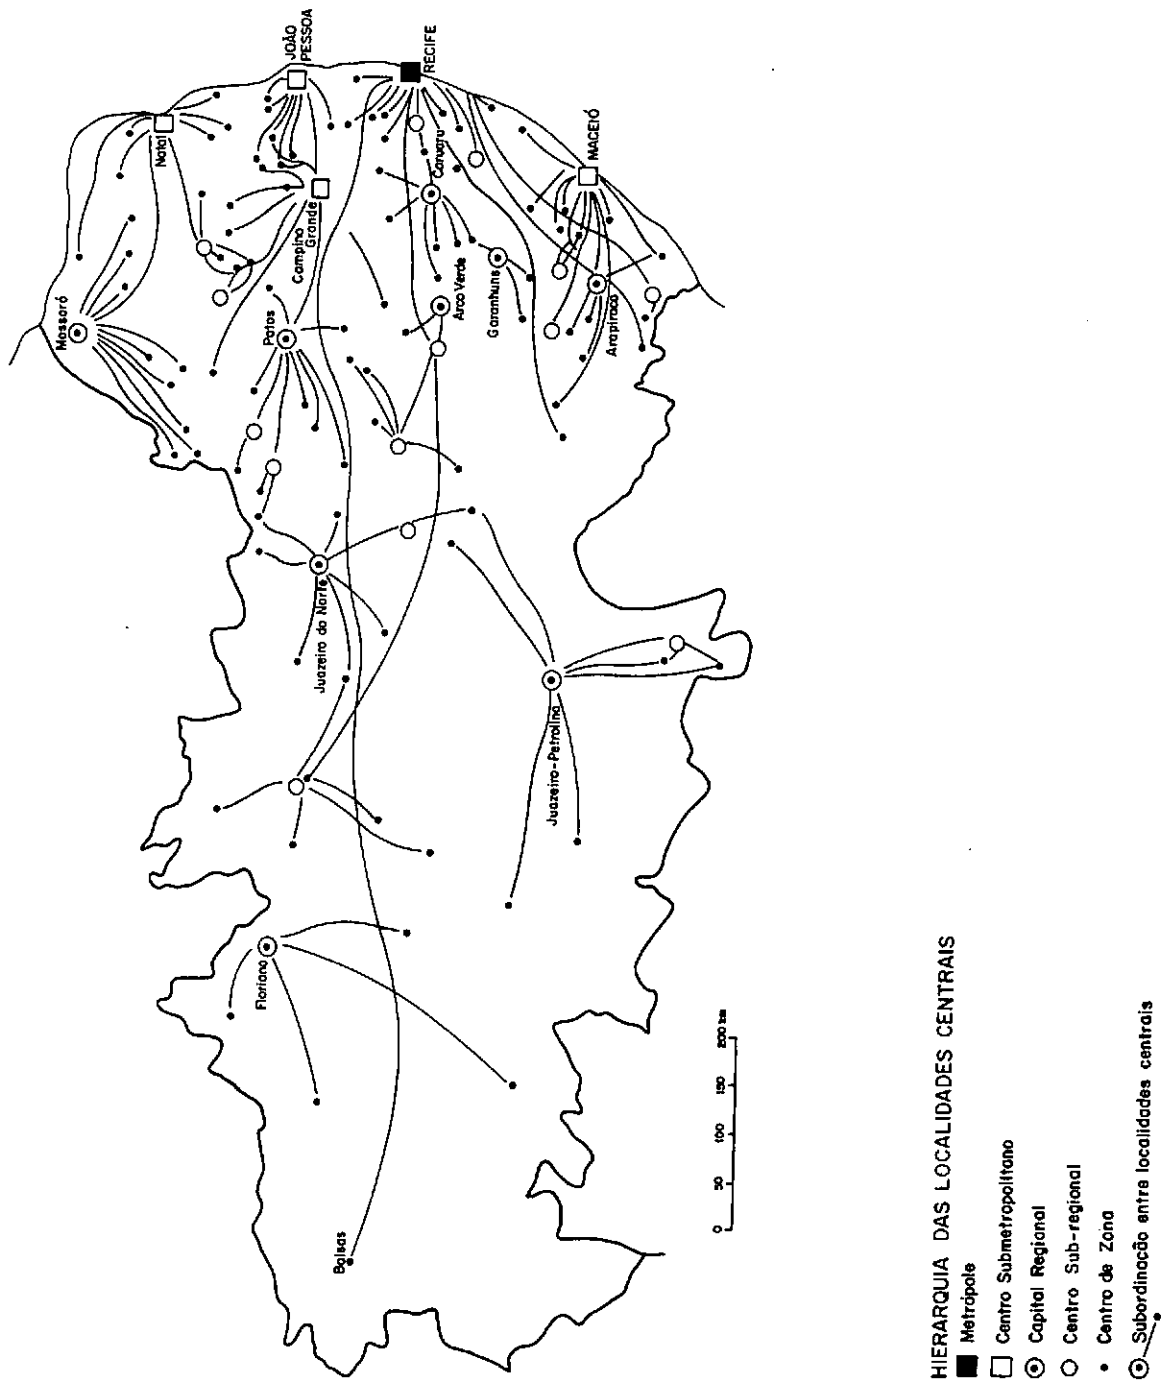 JOÃO
PESSOA
RECIFE
Natal
MACEIÓ
Caruaru
Campina
Grande
Mossoró
Patos
Arco Verde
Garanhuns
Arapiraca
Juazeiro do Norte
Juazeiro-Petrolina
Floriano
Balsas
0 50 100 150 200 km
HIERARQUIA DAS LOCALIDADES CENTRAIS
Metrópole
Centro Submetropolitano
Capital Regional
Centro Sub-regional
Centro de Zona
Subordinação entre localidades centrais